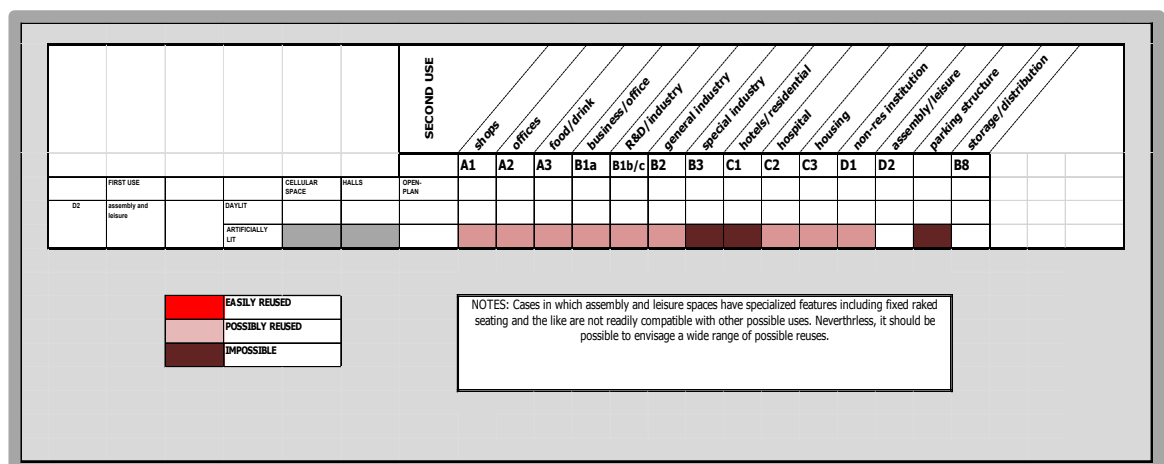 SECOND USE
shops
offices
food/drink
business/office
R&D/industry
general industry
special industry
hotels/residential
hospital
housing
non-res institution
assembly/leisure
parking structure
storage/distribution
A1 A2 A3 B1a B1b/c B2 B3 C1 C2 C3 D1 D2 B8
FIRST USE CELLULAR SPACE HALLS OPEN-PLAN
D2 assembly and leisure DAYLIT
ARTIFICIALLY LIT
EASILY REUSED
POSSIBLY REUSED
IMPOSSIBLE
NOTES: Cases in which assembly and leisure spaces have specialized features including fixed raked
seating and the like are not readily compatible with other possible uses. Neverthrless, it should be
possible to envisage a wide range of possible reuses.